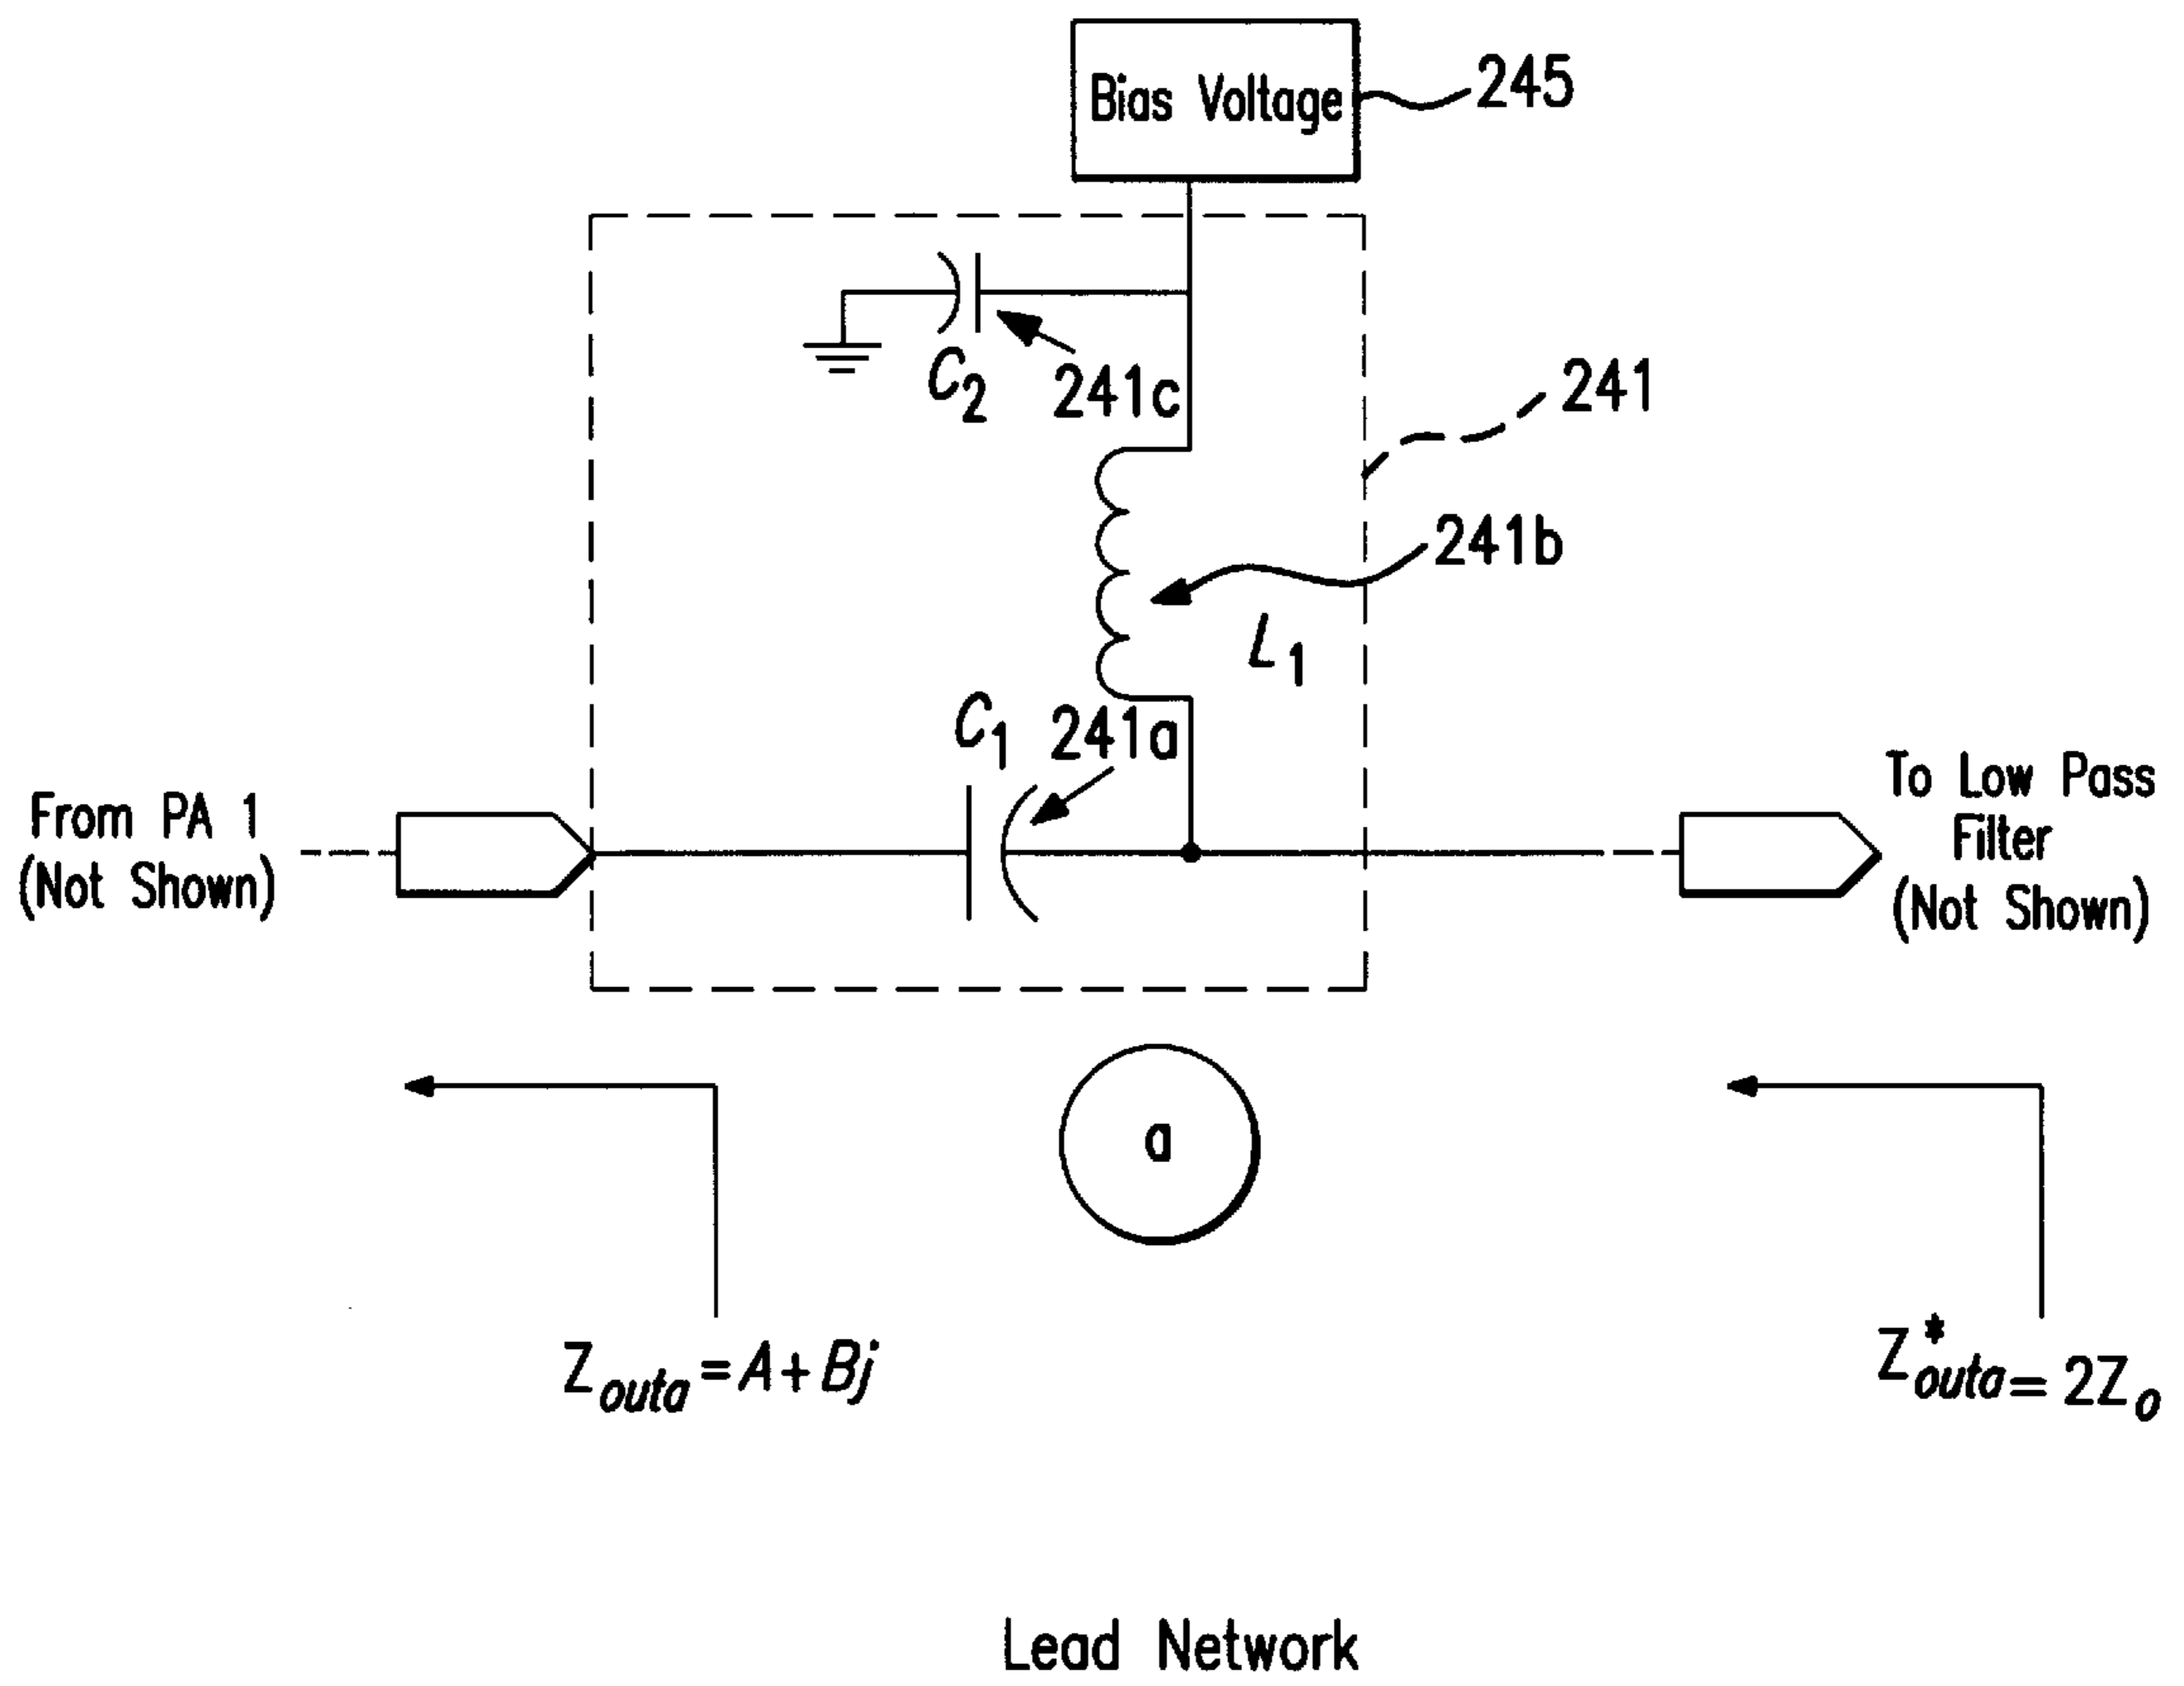 Bias Voltage
245
C2
241c
241
241b
L1
C1
241a
From PA 1
(Not Shown)
To Low Pass
Filter
(Not Shown)
a
Zouta=A+Bj
Z*outa=2Zo
Lead Network